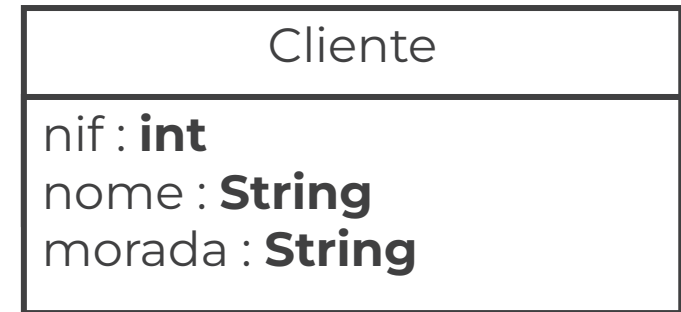 Cliente
nif : int
nome : String
morada : String